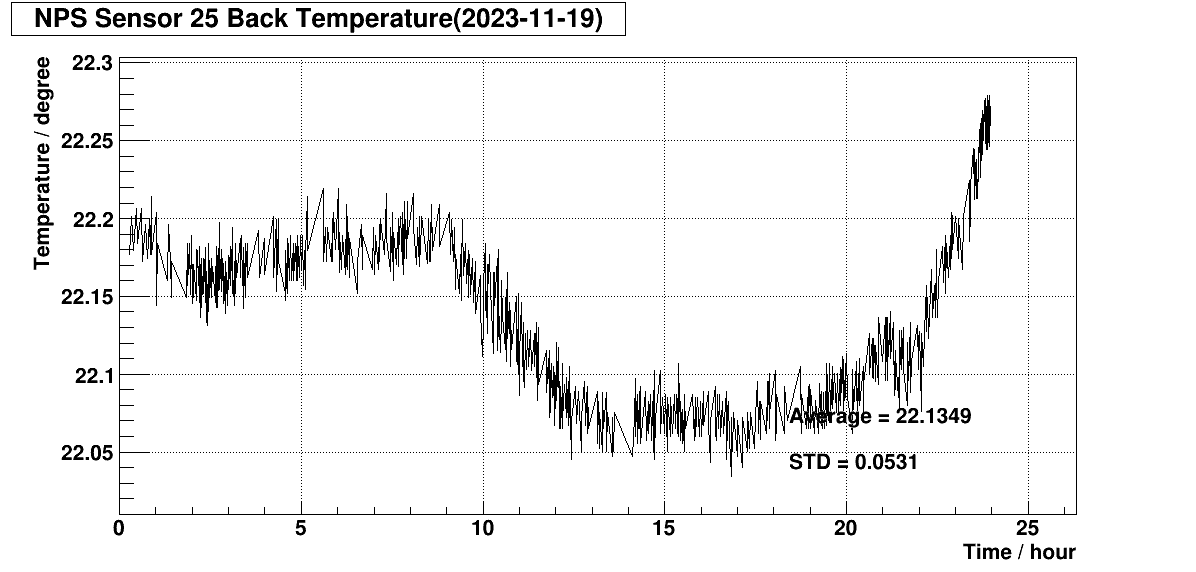 NPS Sensor 25 Back Temperature(2023-11-19)
Temperature / degree
22.3
22.25
22.2
22.15
22.1
22.05
Average = 22.1349
STD = 0.0531
0 5 10 15 20 25
Time / hour